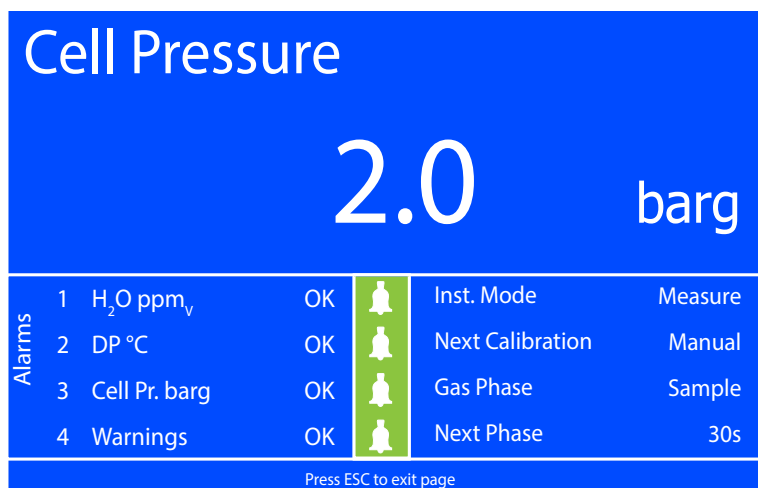 Cell Pressure
2.0 barg
Alarms
1 H₂O ppmᵥ OK
2 DP °C OK
3 Cell Pr. barg OK
4 Warnings OK
Inst. Mode Measure
Next Calibration Manual
Gas Phase Sample
Next Phase 30s
Press ESC to exit page